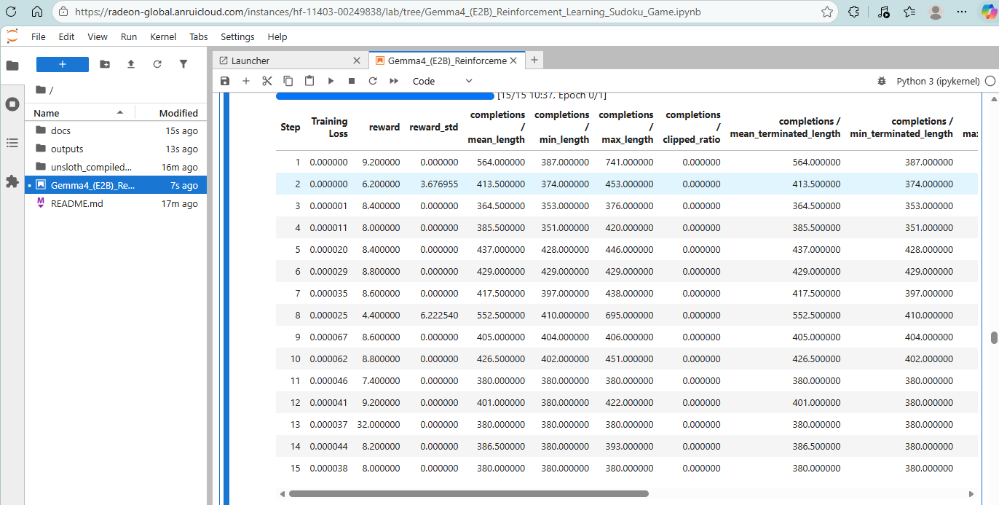 https://radeon-global.anruicloud.com/instances/hf-11403-00249838/lab/tree/Gemma4_(E2B)_Reinforcement_Learning_Sudoku_Game.ipynb
File Edit View Run Kernel Tabs Settings Help
Launcher
Gemma4_(E2B)_Reinforceme
Code
Python 3 (ipykernel)
/
Name Modified
docs 15s ago
outputs 13s ago
unsloth_compiled... 16m ago
Gemma4_(E2B)_Re... 7s ago
README.md 17m ago
[15/15 10:37, Epoch 0/1]
Step Training Loss reward reward_std completions / mean_length completions / min_length completions / max_length completions / clipped_ratio completions / mean_terminated_length completions / min_terminated_length max
1 0.000000 9.200000 0.000000 564.000000 387.000000 741.000000 0.000000 564.000000 387.000000
2 0.000000 6.200000 3.676955 413.500000 374.000000 453.000000 0.000000 413.500000 374.000000
3 0.000001 8.400000 0.000000 364.500000 353.000000 376.000000 0.000000 364.500000 353.000000
4 0.000011 8.000000 0.000000 385.500000 351.000000 420.000000 0.000000 385.500000 351.000000
5 0.000020 8.400000 0.000000 437.000000 428.000000 446.000000 0.000000 437.000000 428.000000
6 0.000029 8.800000 0.000000 429.000000 429.000000 429.000000 0.000000 429.000000 429.000000
7 0.000035 8.600000 0.000000 417.500000 397.000000 438.000000 0.000000 417.500000 397.000000
8 0.000025 4.400000 6.222540 552.500000 410.000000 695.000000 0.000000 552.500000 410.000000
9 0.000067 8.600000 0.000000 405.000000 404.000000 406.000000 0.000000 405.000000 404.000000
10 0.000062 8.800000 0.000000 426.500000 402.000000 451.000000 0.000000 426.500000 402.000000
11 0.000046 7.400000 0.000000 380.000000 380.000000 380.000000 0.000000 380.000000 380.000000
12 0.000041 9.200000 0.000000 401.000000 380.000000 422.000000 0.000000 401.000000 380.000000
13 0.000037 32.000000 0.000000 380.000000 380.000000 380.000000 0.000000 380.000000 380.000000
14 0.000044 8.200000 0.000000 386.500000 380.000000 393.000000 0.000000 386.500000 380.000000
15 0.000038 8.000000 0.000000 380.000000 380.000000 380.000000 0.000000 380.000000 380.000000